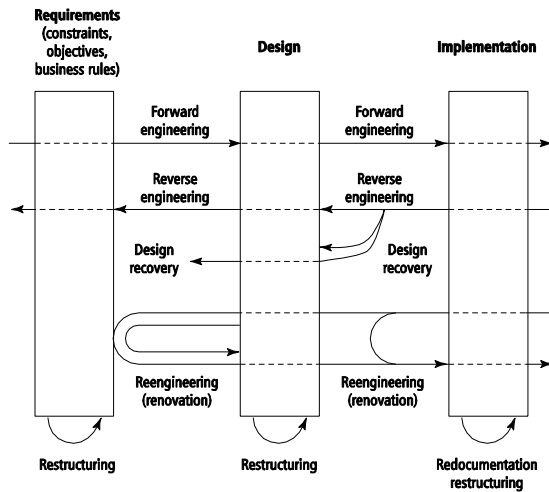 Requirements
(constraints,
objectives,
business rules)
Design
Implementation
Forward
engineering
Forward
engineering
Reverse
engineering
Reverse
engineering
Design
recovery
Design
recovery
Reengineering
(renovation)
Reengineering
(renovation)
Restructuring
Restructuring
Redocumentation
restructuring